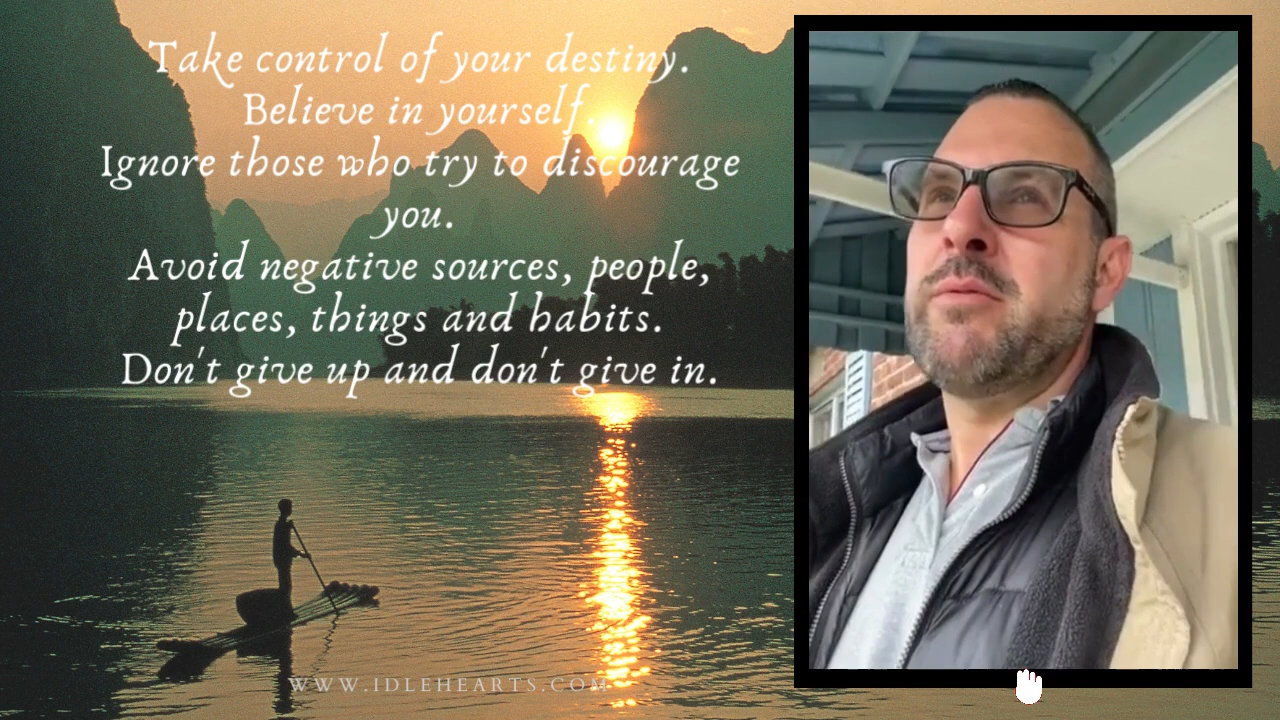 Take control of your destiny.
Believe in yourself.
Ignore those who try to discourage
you.
Avoid negative sources, people,
places, things and habits.
Don't give up and don't give in.
WWW.IDLEHEARTS.COM